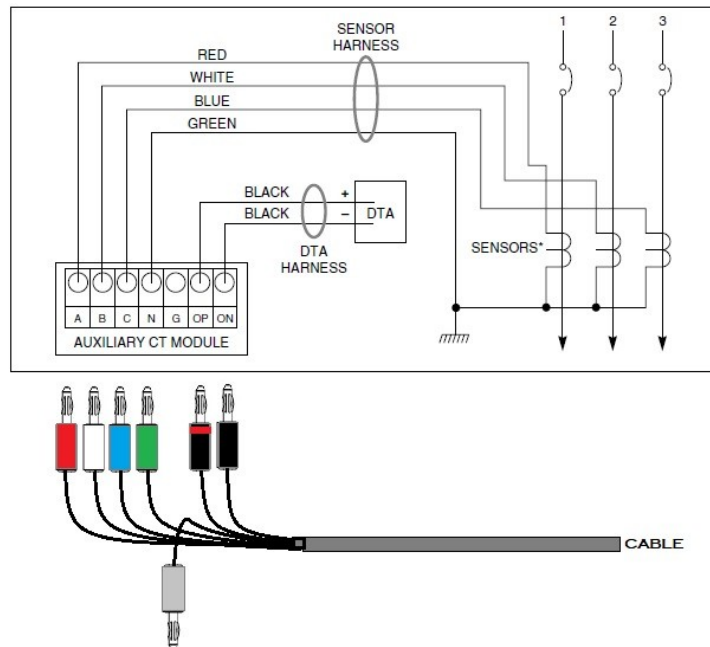 SENSOR
HARNESS
1 2 3
RED
WHITE
BLUE
GREEN
BLACK + DTA
BLACK –
DTA
HARNESS
SENSORS*
A B C N G OP ON
AUXILIARY CT MODULE
CABLE